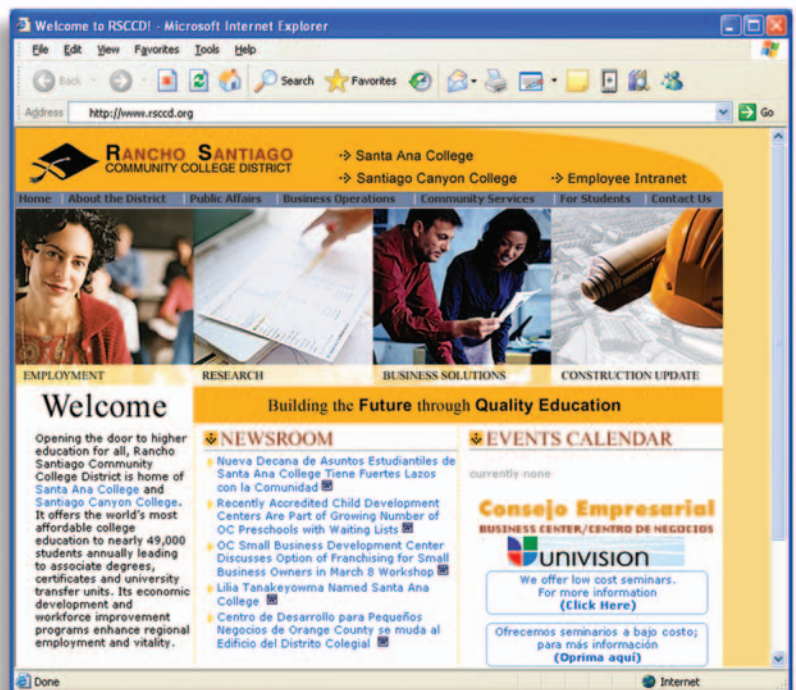 Welcome to RSCCD! - Microsoft Internet Explorer
File Edit View Favorites Tools Help
Back Search Favorites
Address http://www.rsccd.org Go
RANCHO SANTIAGO
COMMUNITY COLLEGE DISTRICT
Santa Ana College
Santiago Canyon College
Employee Intranet
Home | About the District | Public Affairs | Business Operations | Community Services | For Students | Contact Us
EMPLOYMENT
RESEARCH
BUSINESS SOLUTIONS
CONSTRUCTION UPDATE
Welcome
Opening the door to higher
education for all, Rancho
Santiago Community
College District is home of
Santa Ana College and
Santiago Canyon College.
It offers the world's most
affordable college
education to nearly 49,000
students annually leading
to associate degrees,
certificates and university
transfer units. Its economic
development and
workforce improvement
programs enhance regional
employment and vitality.
Building the Future through Quality Education
NEWSROOM
Nueva Decana de Asuntos Estudiantiles de
Santa Ana College Tiene Fuertes Lazos
con la Comunidad
Recently Accredited Child Development
Centers Are Part of Growing Number of
OC Preschools with Waiting Lists
OC Small Business Development Center
Discusses Option of Franchising for Small
Business Owners in March 8 Workshop
Lilia Tanakeyowma Named Santa Ana
College
Centro de Desarrollo para Pequeños
Negocios de Orange County se muda al
Edificio del Distrito Colegial
EVENTS CALENDAR
currently none
Consejo Empresarial
BUSINESS CENTER/CENTRO DE NEGOCIOS
UNIVISION
We offer low cost seminars.
For more information
(Click Here)
Ofrecemos seminarios a bajo costo;
para más información
(Oprima aquí)
Done
Internet